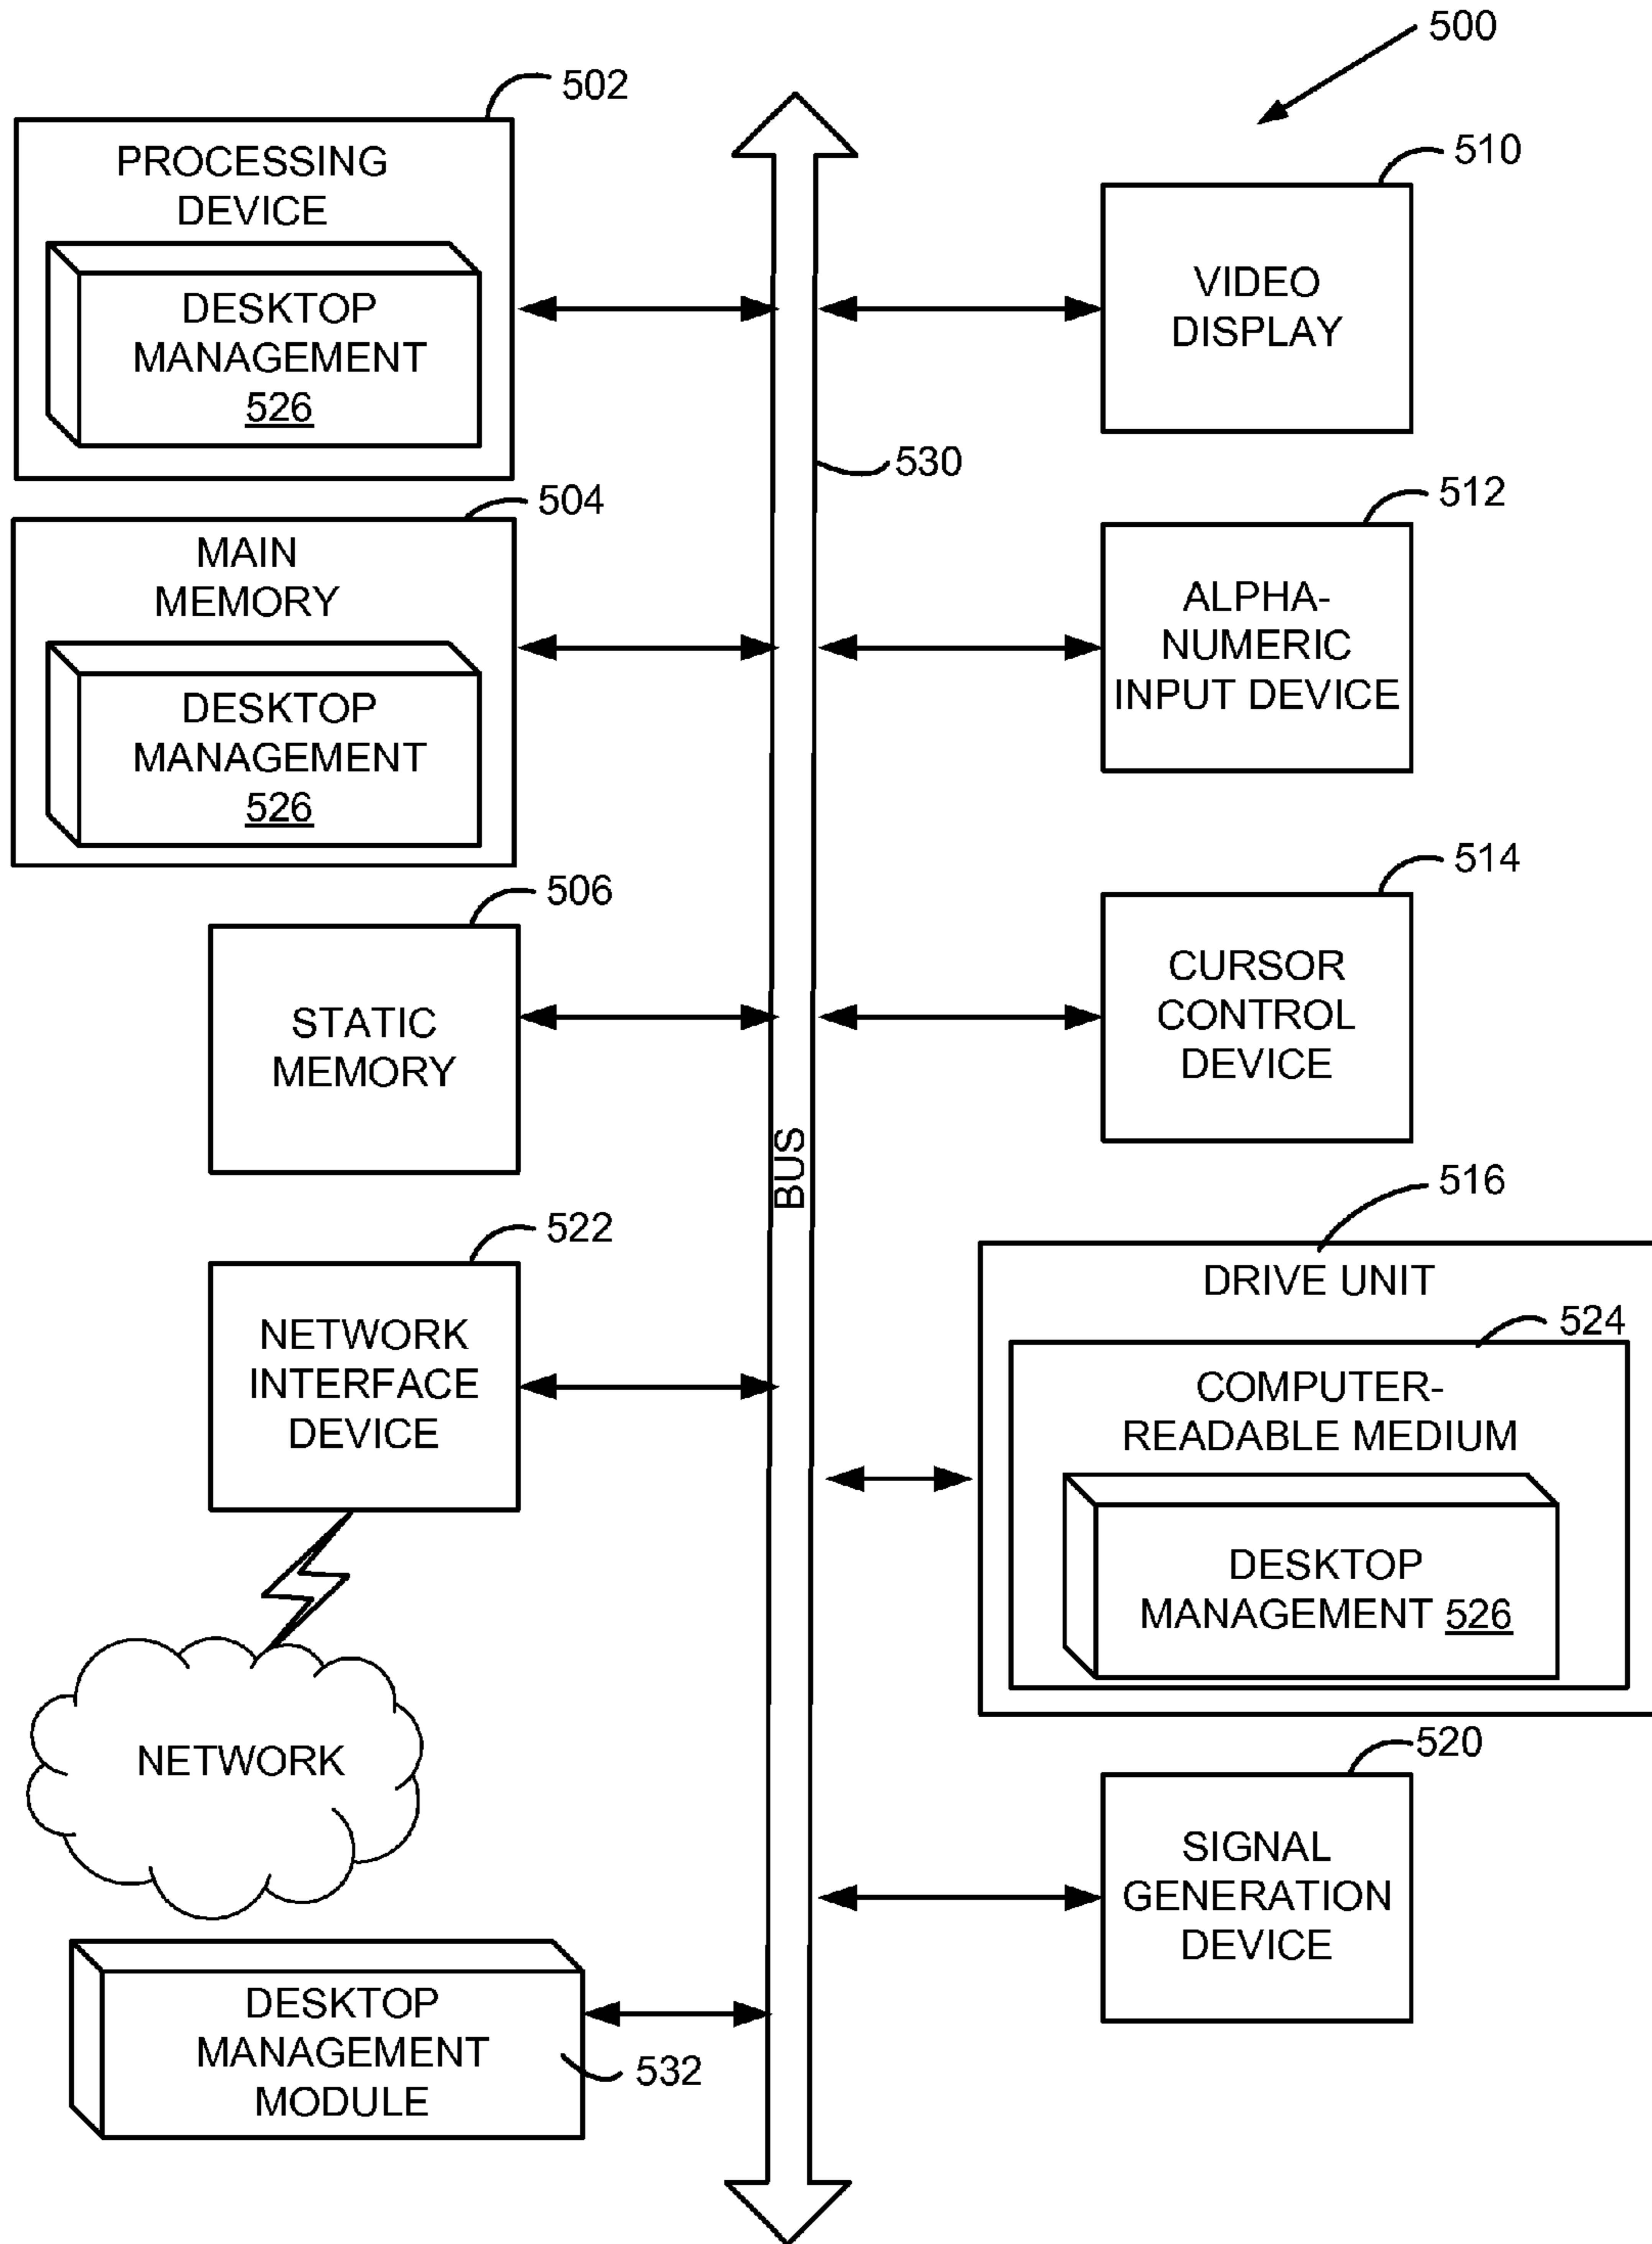 500
502
PROCESSING
DEVICE
DESKTOP
MANAGEMENT
526
510
VIDEO
DISPLAY
530
504
MAIN
MEMORY
DESKTOP
MANAGEMENT
526
512
ALPHA-
NUMERIC
INPUT DEVICE
506
STATIC
MEMORY
514
CURSOR
CONTROL
DEVICE
BUS
522
NETWORK
INTERFACE
DEVICE
516
DRIVE UNIT
524
COMPUTER-
READABLE MEDIUM
DESKTOP
MANAGEMENT 526
NETWORK
520
SIGNAL
GENERATION
DEVICE
DESKTOP
MANAGEMENT
MODULE
532